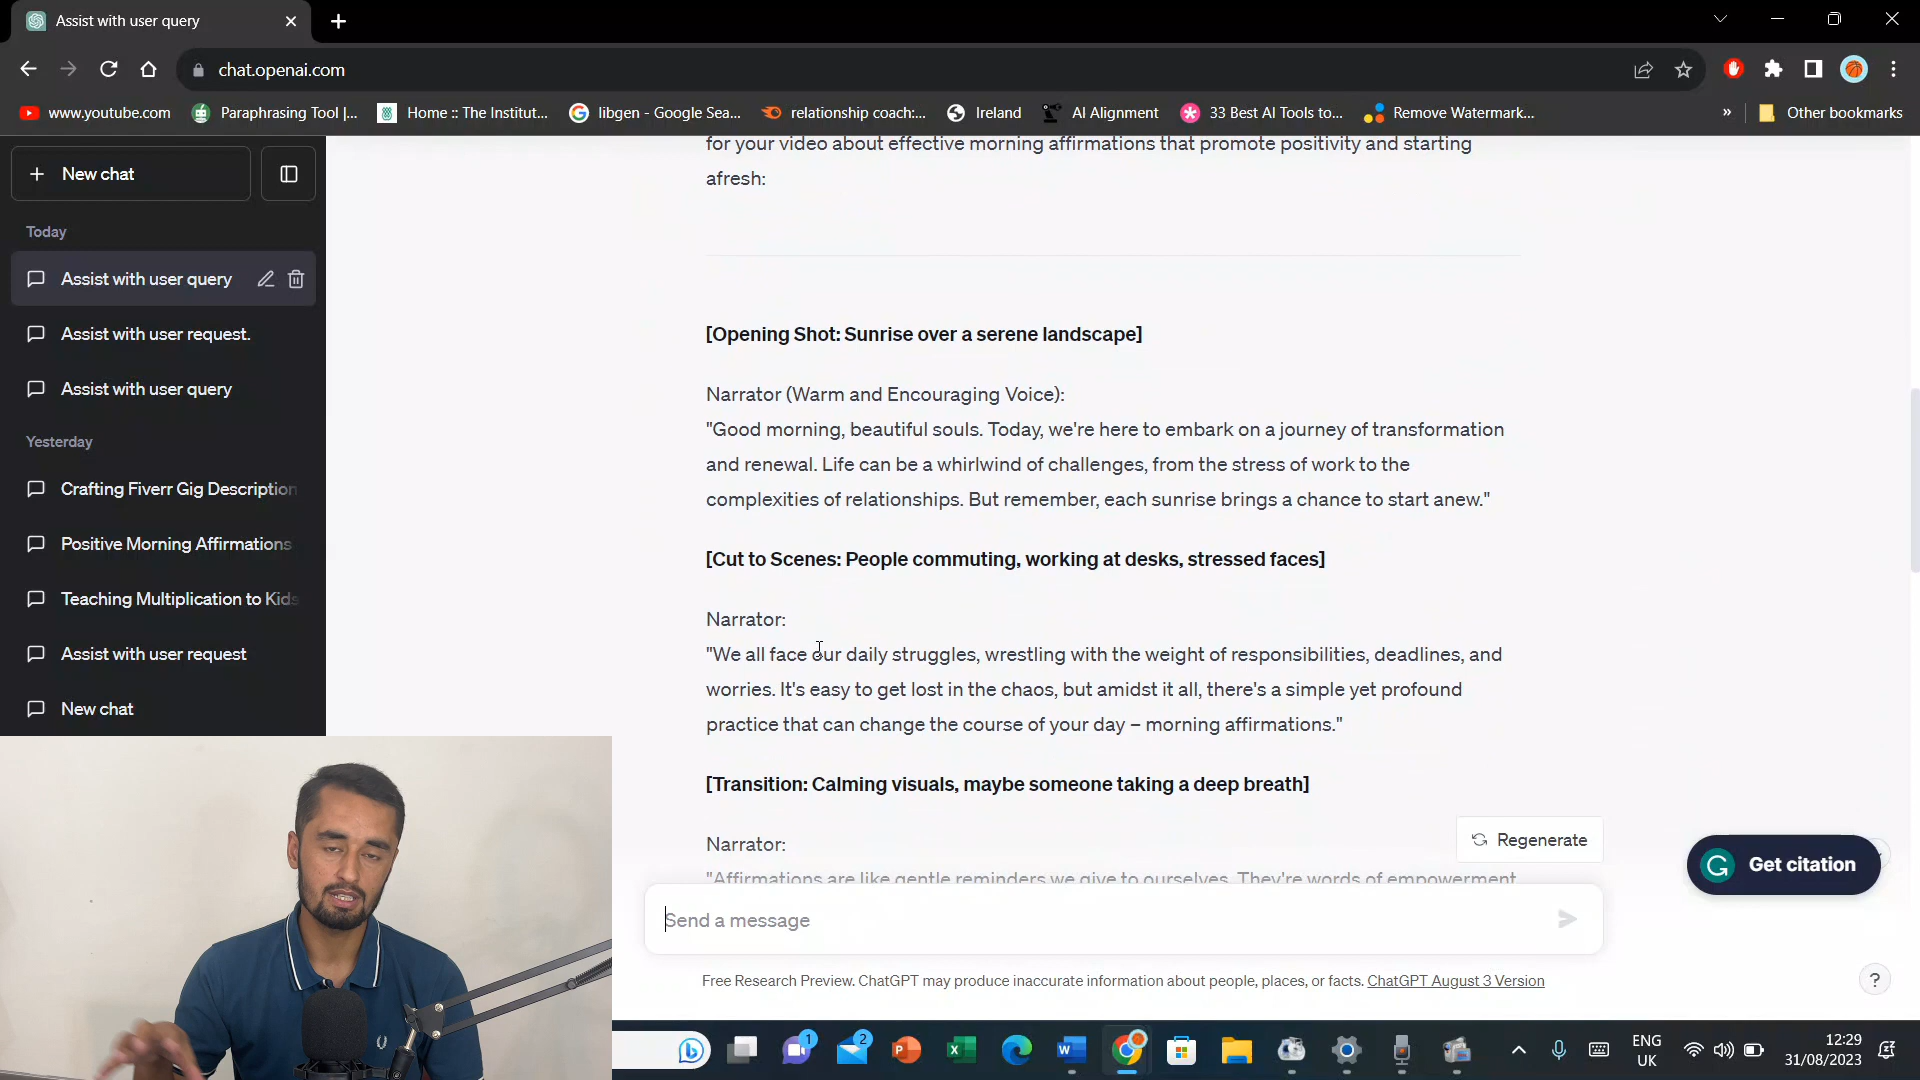 Assist with user query
chat.openai.com
www.youtube.com
Paraphrasing Tool |...
Home :: The Institut...
libgen - Google Sea...
relationship coach:...
Ireland
AI Alignment
33 Best AI Tools to...
Remove Watermark...
»
Other bookmarks
+ New chat
Today
Assist with user query
Assist with user request.
Assist with user query
Yesterday
Crafting Fiverr Gig Description
Positive Morning Affirmations
Teaching Multiplication to Kids
Assist with user request
New chat
for your video about effective morning affirmations that promote positivity and starting
afresh:
[Opening Shot: Sunrise over a serene landscape]
Narrator (Warm and Encouraging Voice):
"Good morning, beautiful souls. Today, we're here to embark on a journey of transformation
and renewal. Life can be a whirlwind of challenges, from the stress of work to the
complexities of relationships. But remember, each sunrise brings a chance to start anew."
[Cut to Scenes: People commuting, working at desks, stressed faces]
Narrator:
"We all face our daily struggles, wrestling with the weight of responsibilities, deadlines, and
worries. It's easy to get lost in the chaos, but amidst it all, there's a simple yet profound
practice that can change the course of your day – morning affirmations."
[Transition: Calming visuals, maybe someone taking a deep breath]
Narrator:
"Affirmations are like gentle reminders we give to ourselves. They're words of empowerment
Regenerate
Get citation
Send a message
Free Research Preview. ChatGPT may produce inaccurate information about people, places, or facts. ChatGPT August 3 Version
?
1
2
ENG
UK
12:29
31/08/2023